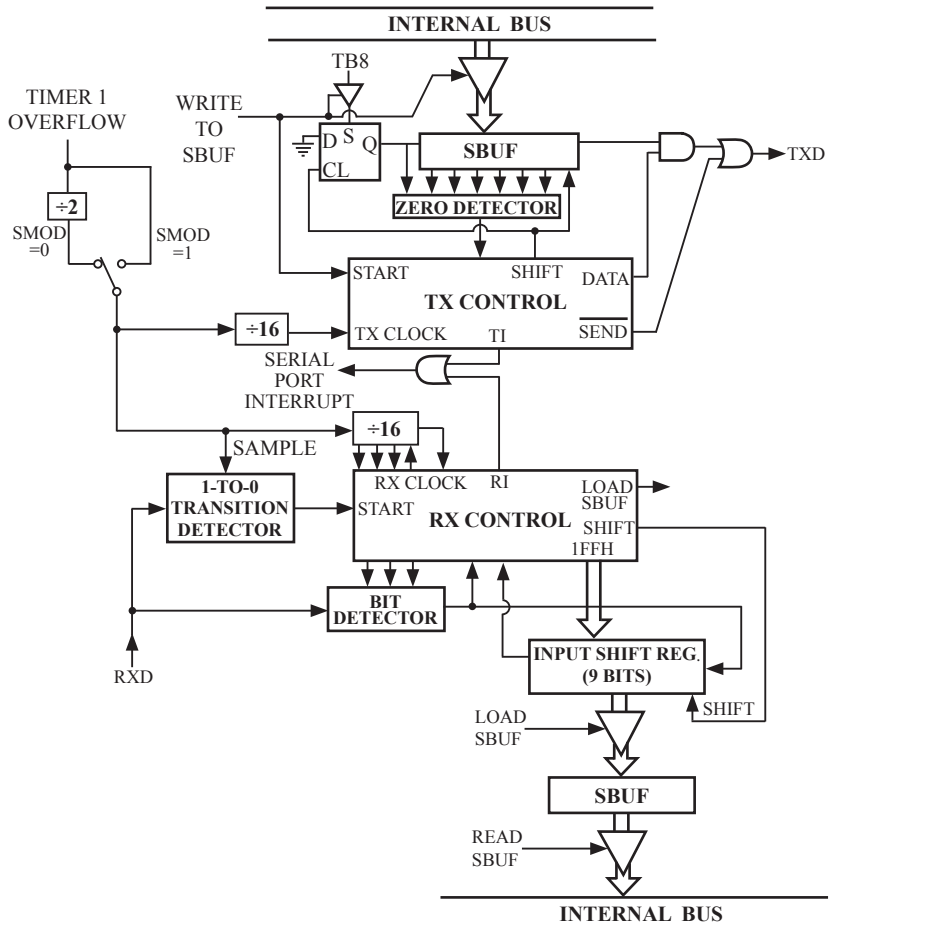 INTERNAL BUS
TB8
TIMER 1
OVERFLOW
WRITE
TO
SBUF
D S Q
CL
SBUF
TXD
÷2
ZERO DETECTOR
SMOD
=0
SMOD
=1
START
SHIFT
DATA
TX CONTROL
÷16
TX CLOCK
TI
SEND
SERIAL
PORT
INTERRUPT
÷16
SAMPLE
RX CLOCK
RI
1-TO-0
TRANSITION
DETECTOR
START
RX CONTROL
LOAD
SBUF
SHIFT
1FFH
BIT
DETECTOR
RXD
INPUT SHIFT REG.
(9 BITS)
SHIFT
LOAD
SBUF
SBUF
READ
SBUF
INTERNAL BUS